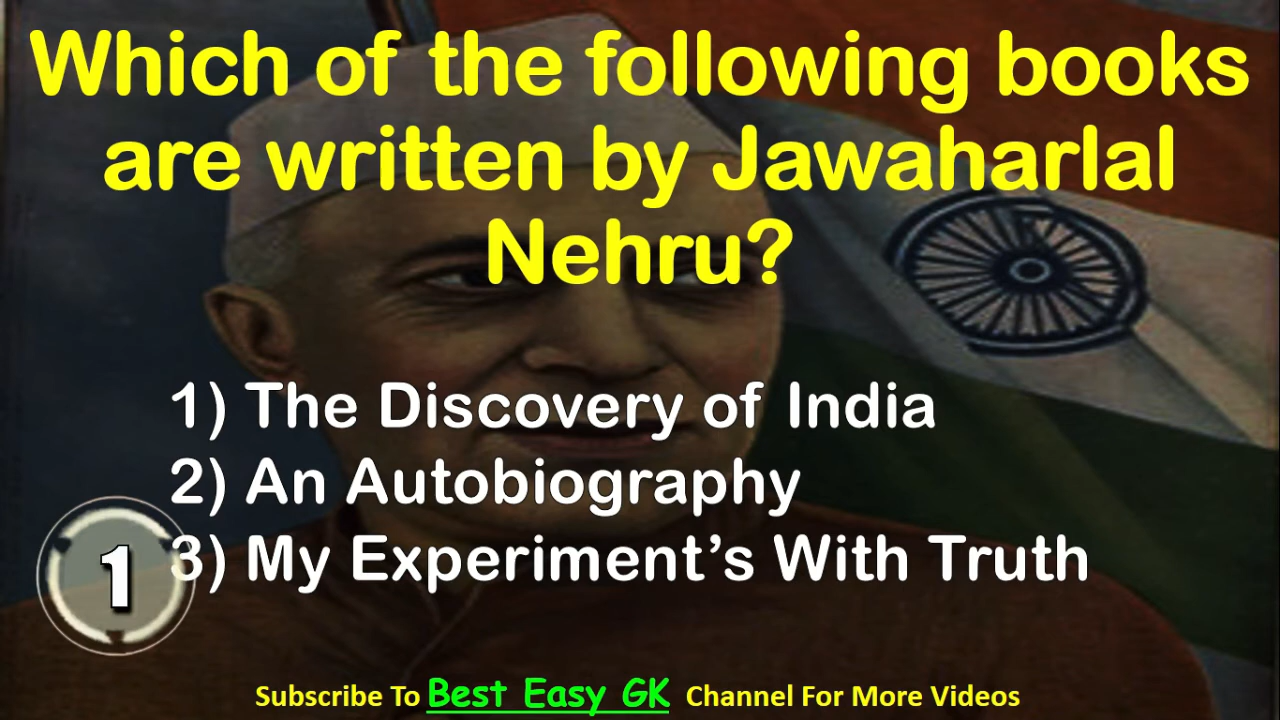 Which of the following books
are written by Jawaharlal
Nehru?
1) The Discovery of India
2) An Autobiography
3) My Experiment’s With Truth
1
Subscribe To Best Easy GK Channel For More Videos